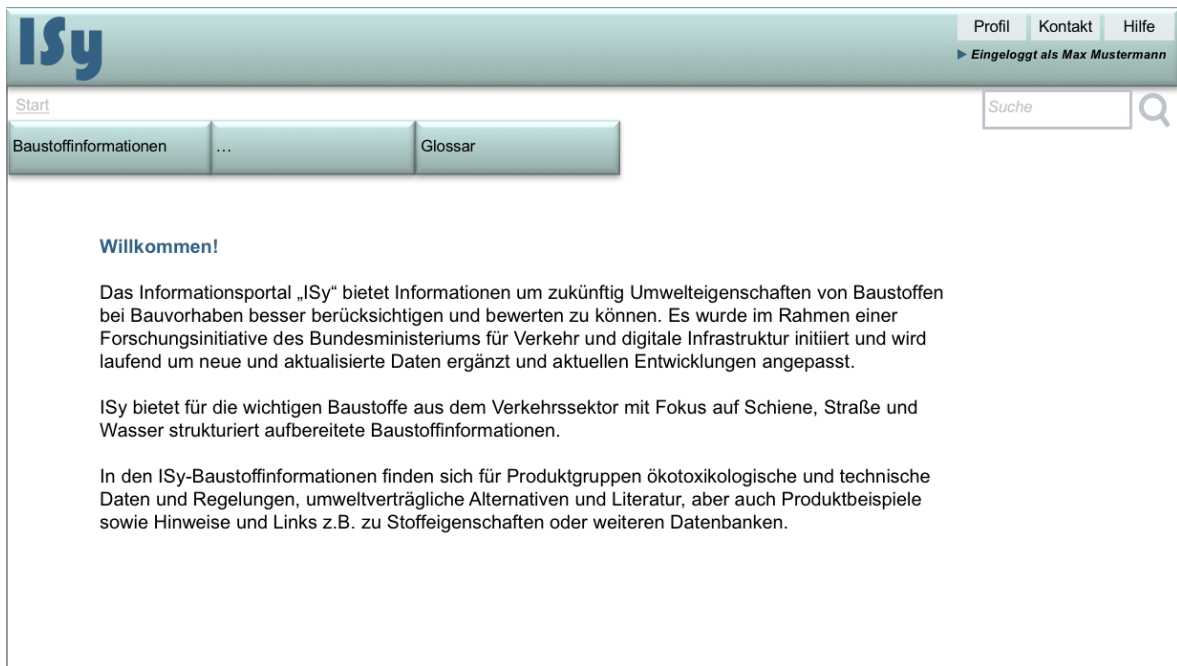 ISy
Profil Kontakt Hilfe
Eingeloggt als Max Mustermann
Start
Suche
Baustoffinformationen ... Glossar
Willkommen!
Das Informationsportal „ISy“ bietet Informationen um zukünftig Umwelteigenschaften von Baustoffen
bei Bauvorhaben besser berücksichtigen und bewerten zu können. Es wurde im Rahmen einer
Forschungsinitiative des Bundesministeriums für Verkehr und digitale Infrastruktur initiiert und wird
laufend um neue und aktualisierte Daten ergänzt und aktuellen Entwicklungen angepasst.
ISy bietet für die wichtigen Baustoffe aus dem Verkehrssektor mit Fokus auf Schiene, Straße und
Wasser strukturiert aufbereitete Baustoffinformationen.
In den ISy-Baustoffinformationen finden sich für Produktgruppen ökotoxikologische und technische
Daten und Regelungen, umweltverträgliche Alternativen und Literatur, aber auch Produktbeispiele
sowie Hinweise und Links z.B. zu Stoffeigenschaften oder weiteren Datenbanken.